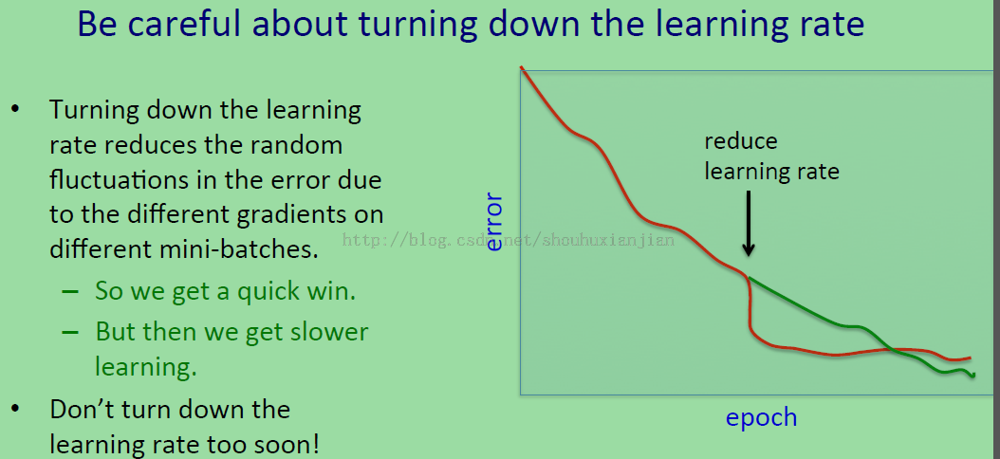 Be careful about turning down the learning rate
• Turning down the learning
rate reduces the random
fluctuations in the error due
to the different gradients on
different mini-batches.
– So we get a quick win.
– But then we get slower
learning.
• Don’t turn down the
learning rate too soon!
reduce
learning rate
error
epoch
http://blog.csdn.net/shouhuxianjian